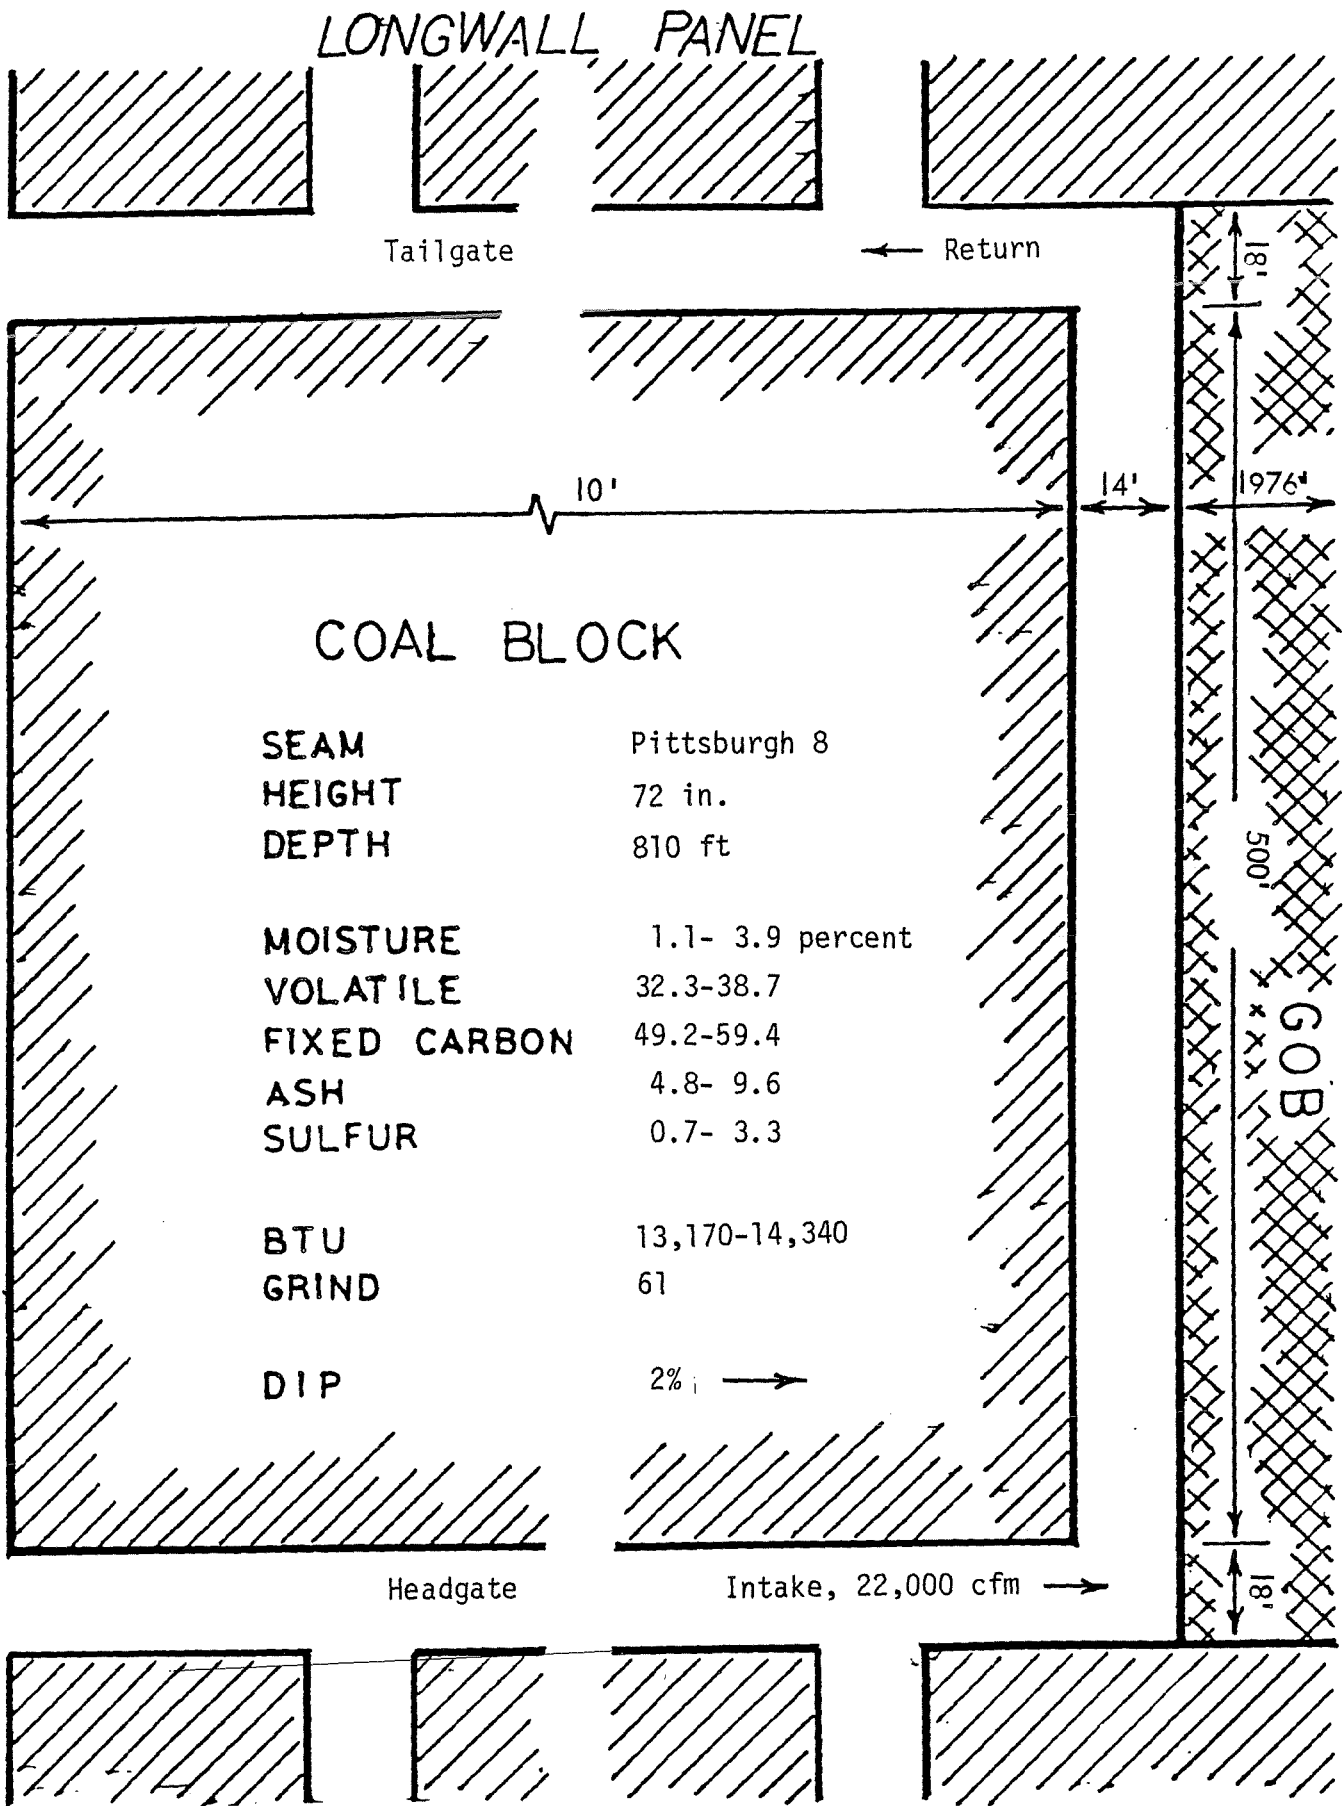 LONGWALL PANEL
Tailgate
← Return
18'
10'
14'
1976'
COAL BLOCK
SEAM Pittsburgh 8
HEIGHT 72 in.
DEPTH 810 ft
500'
MOISTURE 1.1- 3.9 percent
VOLATILE 32.3-38.7
FIXED CARBON 49.2-59.4
GOB
ASH 4.8- 9.6
SULFUR 0.7- 3.3
BTU 13,170-14,340
GRIND 61
DIP 2% →
Headgate
Intake, 22,000 cfm →
18'